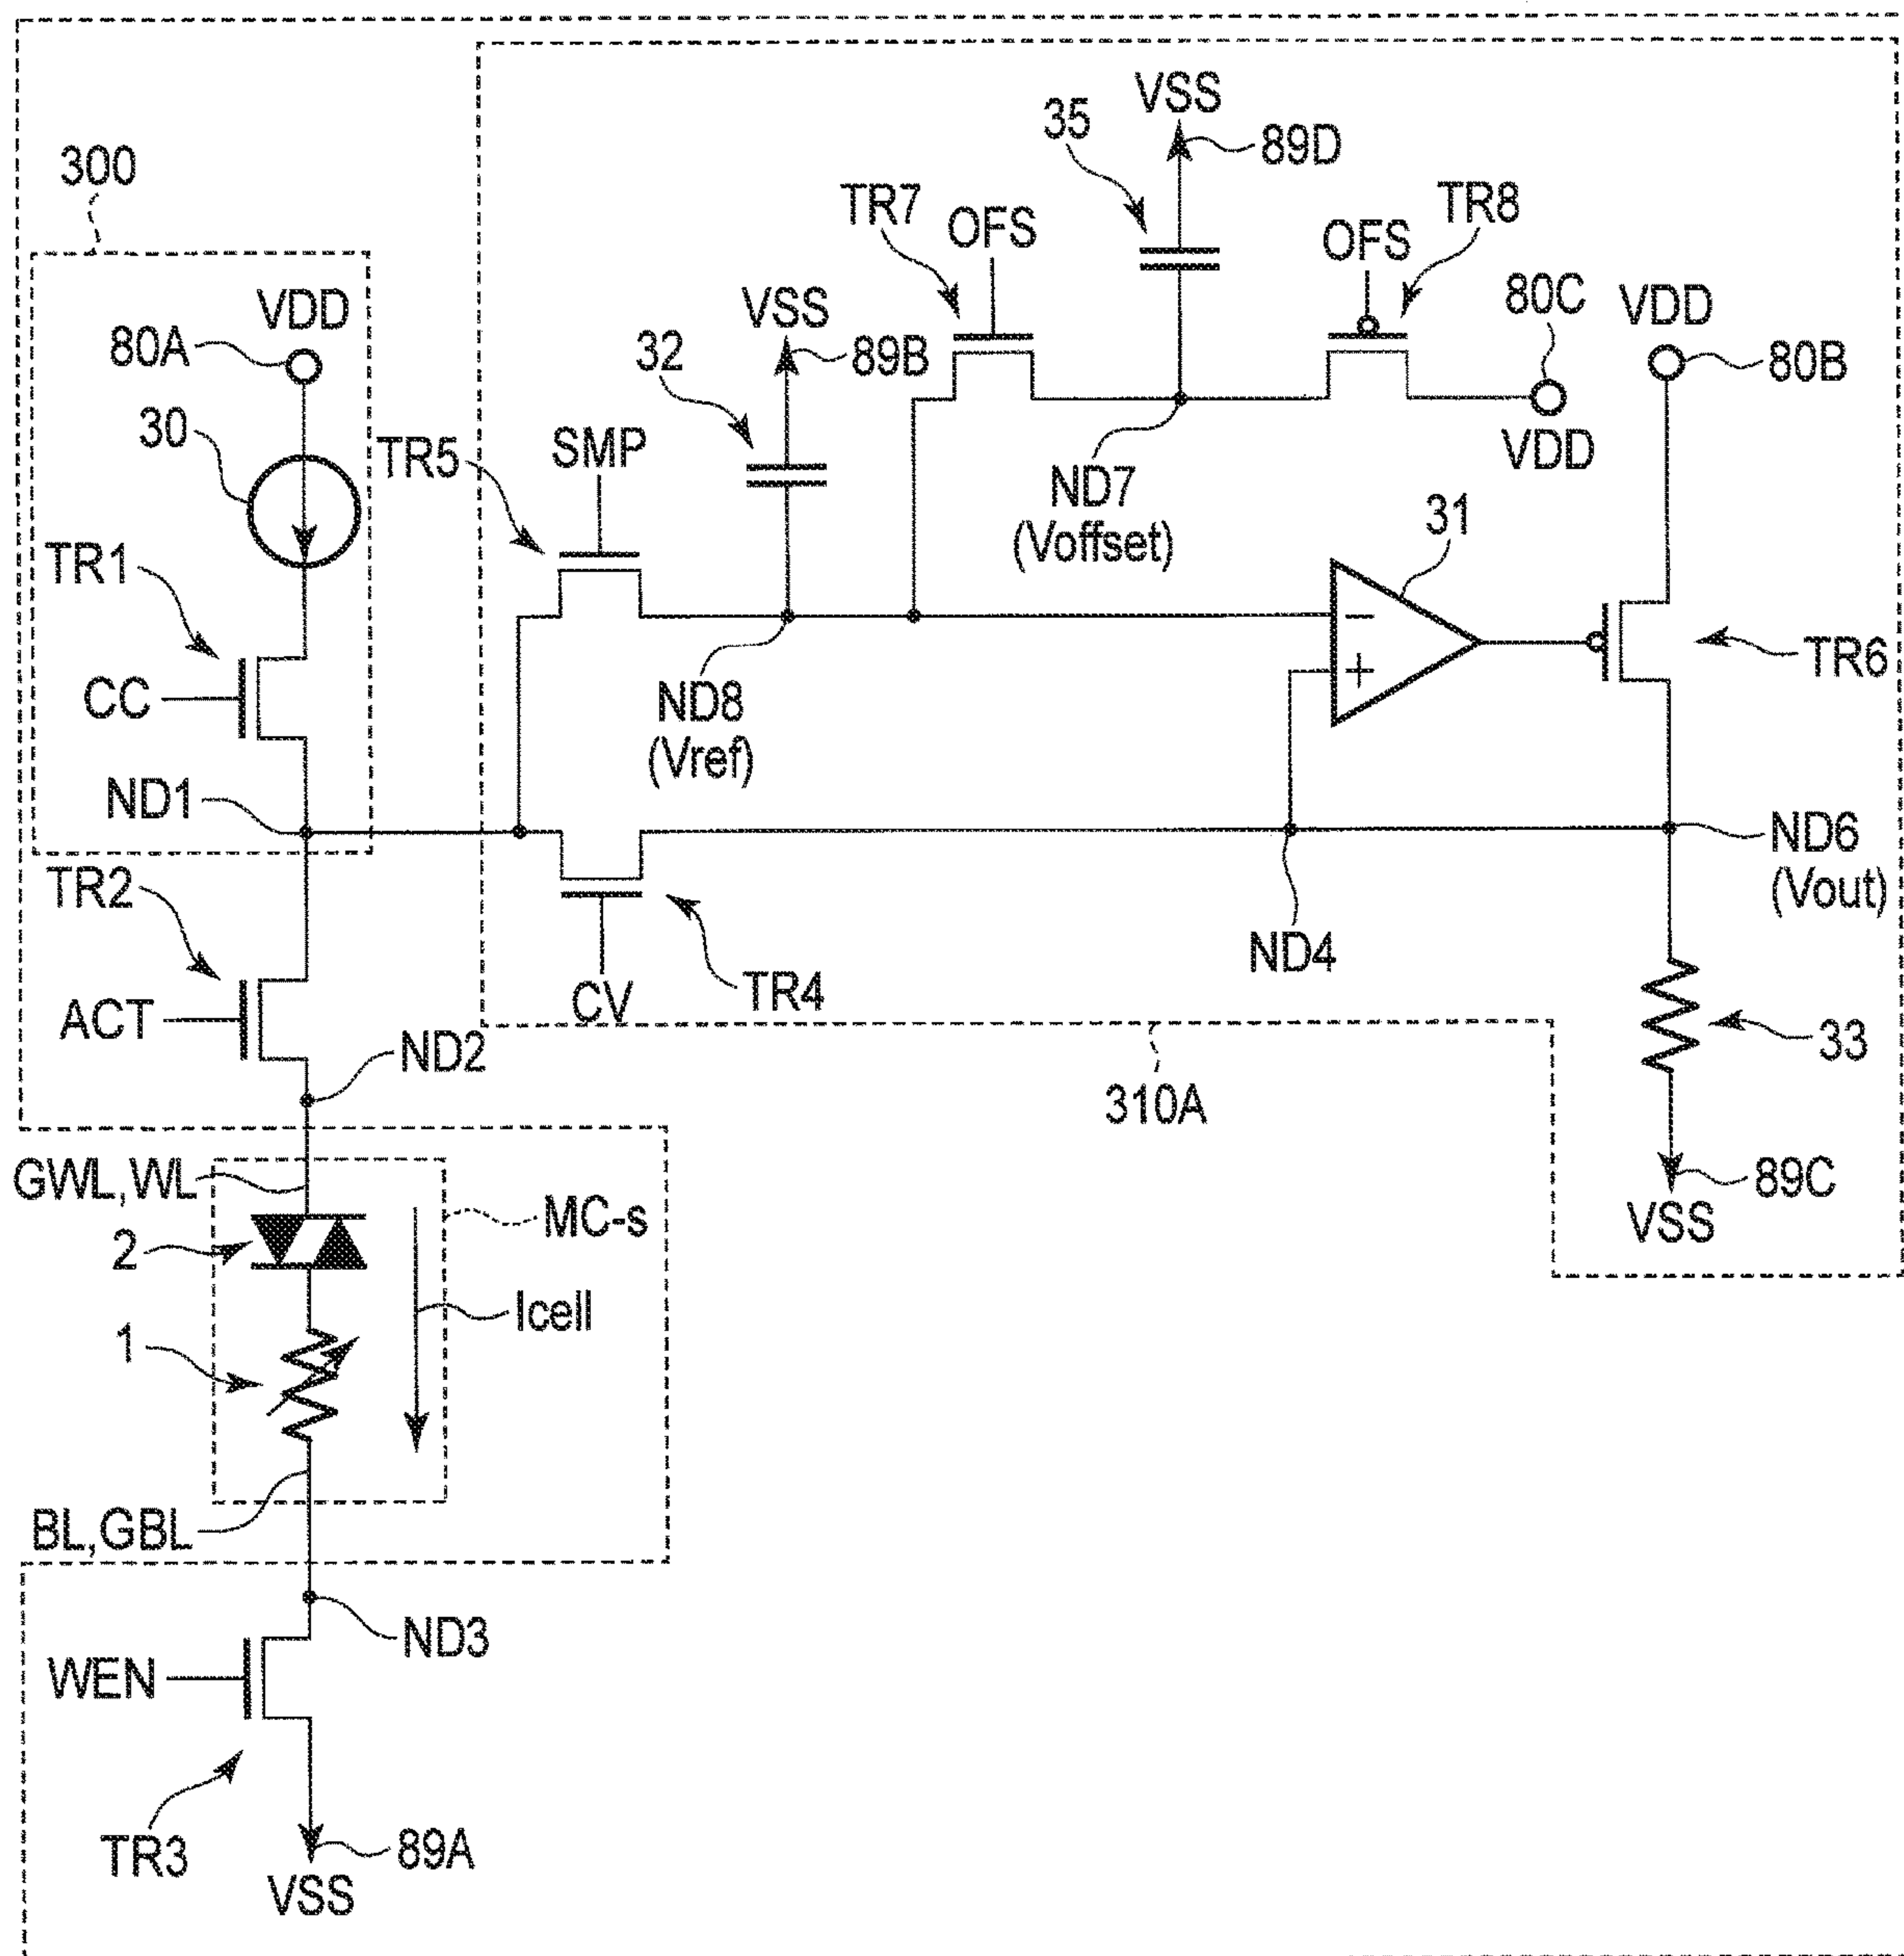 VSS
35
89D
300
TR7
OFS
TR8
OFS
VDD
80A
VSS
32
89B
80C
VDD
80B
30
TR5
SMP
VDD
ND7
(Voffset)
31
TR1
CC
ND8
(Vref)
−
+
TR6
ND1
ND6
(Vout)
TR2
ND4
TR4
CV
ACT
ND2
33
310A
GWL,WL
MC-s
89C
VSS
2
Icell
1
BL,GBL
ND3
WEN
TR3
89A
VSS